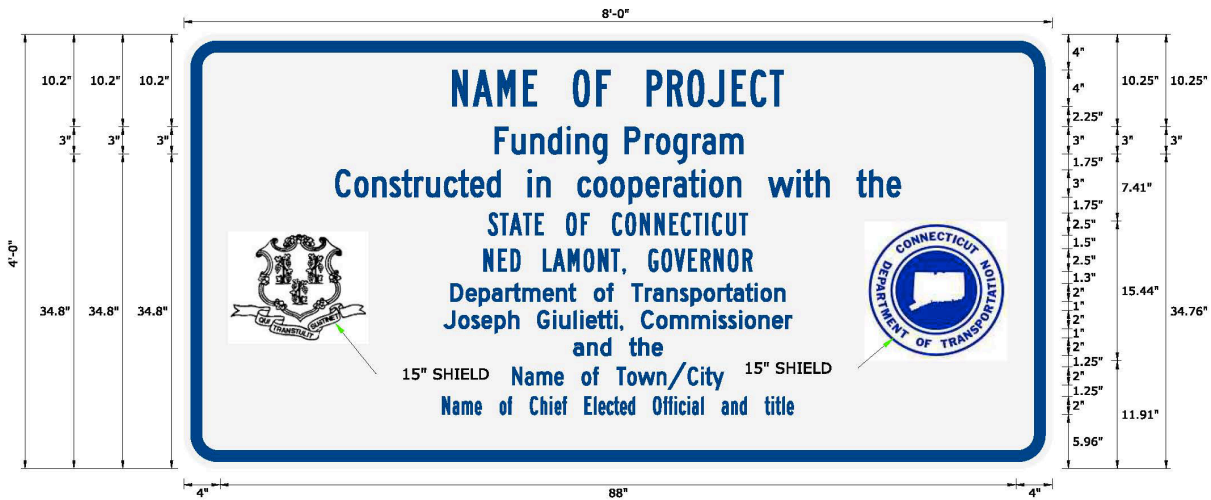 8'-0"
NAME OF PROJECT
Funding Program
Constructed in cooperation with the
STATE OF CONNECTICUT
NED LAMONT, GOVERNOR
Department of Transportation
Joseph Giulietti, Commissioner
and the
Name of Town/City
Name of Chief Elected Official and title
QUI TRANSTULIT SUSTINET
15" SHIELD
CONNECTICUT
DEPARTMENT OF TRANSPORTATION
15" SHIELD
4'-0"
10.2" 10.2" 10.2"
3" 3" 3"
34.8" 34.8" 34.8"
4"
4"
2.25"
3"
1.75"
3"
1.75"
2.5"
1.5"
2.5"
1.3"
2"
1"
2"
1"
2"
1.25"
2"
1.25"
2"
5.96"
10.25"
3"
7.41"
15.44"
11.91"
10.25"
3"
34.76"
4" 88" 4"